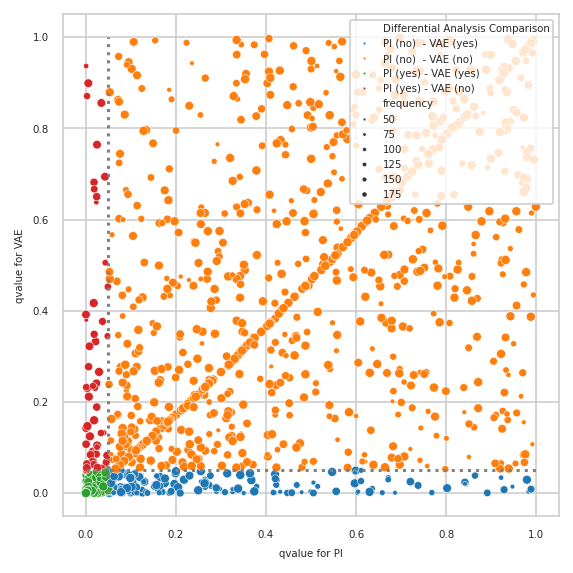 1.0
0.8
0.6
0.4
0.2
0.0
qvalue for VAE
0.0 0.2 0.4 0.6 0.8 1.0
qvalue for PI
Differential Analysis Comparison
PI (no)  - VAE (yes)
PI (no)  - VAE (no)
PI (yes) - VAE (yes)
PI (yes) - VAE (no)
frequency
50
75
100
125
150
175